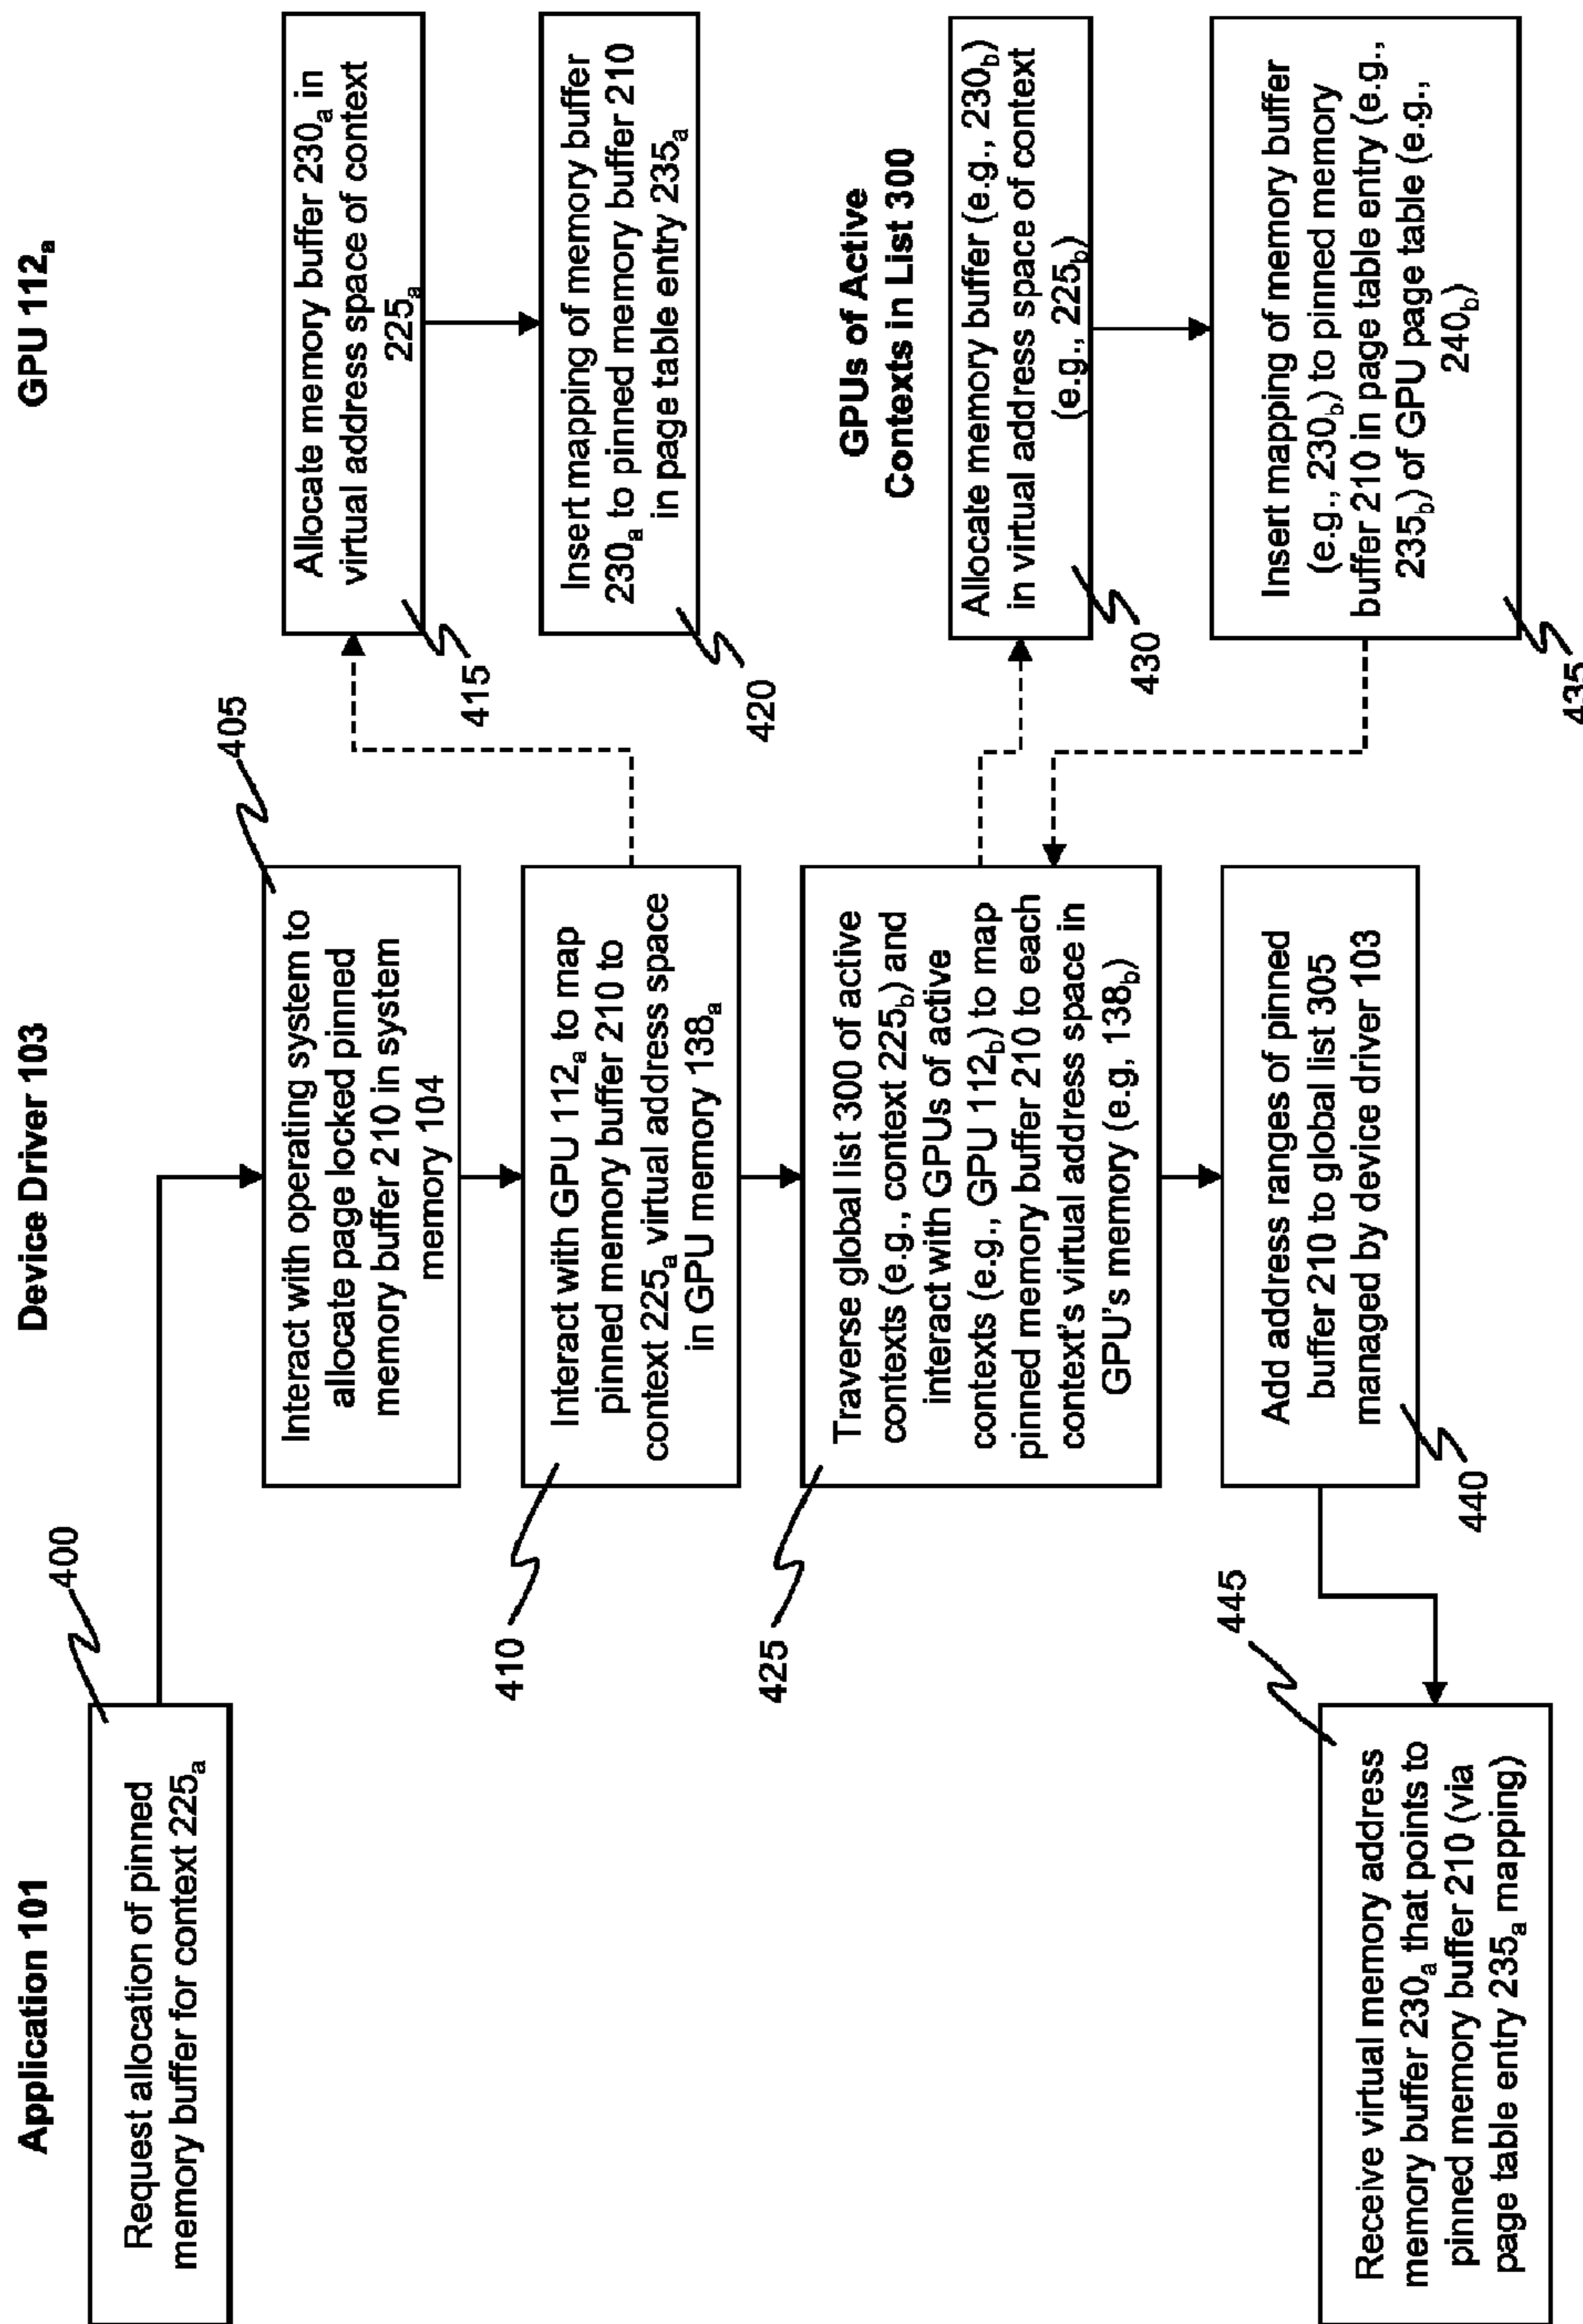 Application 101
Device Driver 103
GPU 112a
400
Request allocation of pinned
memory buffer for context 225a
405
Interact with operating system to
allocate page locked pinned
memory buffer 210 in system
memory 104
410
Interact with GPU 112a to map
pinned memory buffer 210 to
context 225a virtual address space
in GPU memory 138a
Allocate memory buffer 230a in
virtual address space of context
225a
415
Insert mapping of memory buffer
230a to pinned memory buffer 210
in page table entry 235a
420
425
Traverse global list 300 of active
contexts (e.g., context 225b) and
interact with GPUs of active
contexts (e.g., GPU 112b) to map
pinned memory buffer 210 to each
context's virtual address space in
GPU's memory (e.g, 138b)
GPUs of Active
Contexts in List 300
Allocate memory buffer (e.g., 230b)
in virtual address space of context
(e.g., 225b)
430
Insert mapping of memory buffer
(e.g., 230b) to pinned memory
buffer 210 in page table entry (e.g.,
235b) of GPU page table (e.g.,
240b)
435
Add address ranges of pinned
buffer 210 to global list 305
managed by device driver 103
440
445
Receive virtual memory address
memory buffer 230a that points to
pinned memory buffer 210 (via
page table entry 235a mapping)